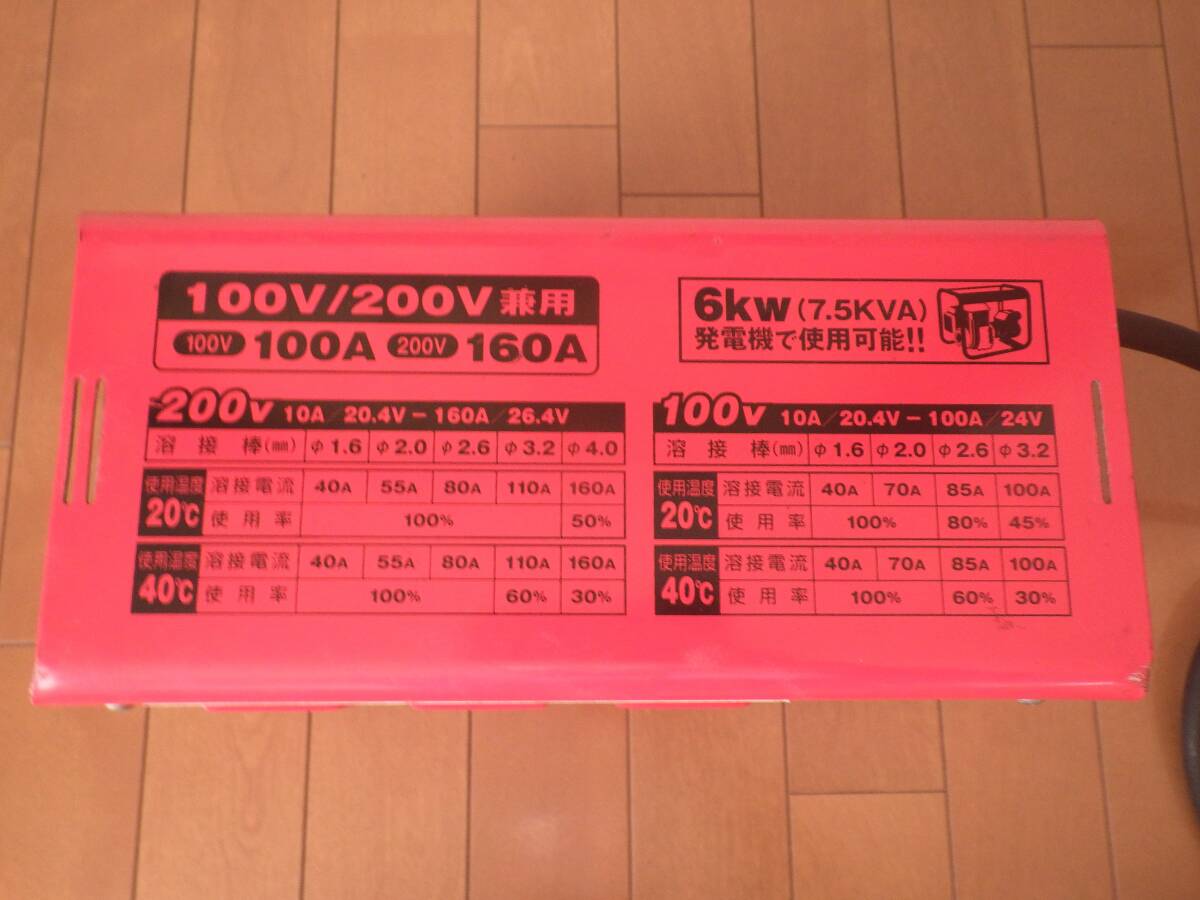 100V/200V 兼用
100V 100A 200V 160A
6kw (7.5KVA)
発電機で使用可能!!
200V 10A/20.4V－160A/26.4V
溶接棒(mm) φ1.6 φ2.0 φ2.6 φ3.2 φ4.0
使用温度 20℃ 溶接電流 40A 55A 80A 110A 160A
使用率 100% 50%
使用温度 40℃ 溶接電流 40A 55A 80A 110A 160A
使用率 100% 60% 30%
100V 10A/20.4V－100A/24V
溶接棒(mm) φ1.6 φ2.0 φ2.6 φ3.2
使用温度 20℃ 溶接電流 40A 70A 85A 100A
使用率 100% 80% 45%
使用温度 40℃ 溶接電流 40A 70A 85A 100A
使用率 100% 60% 30%